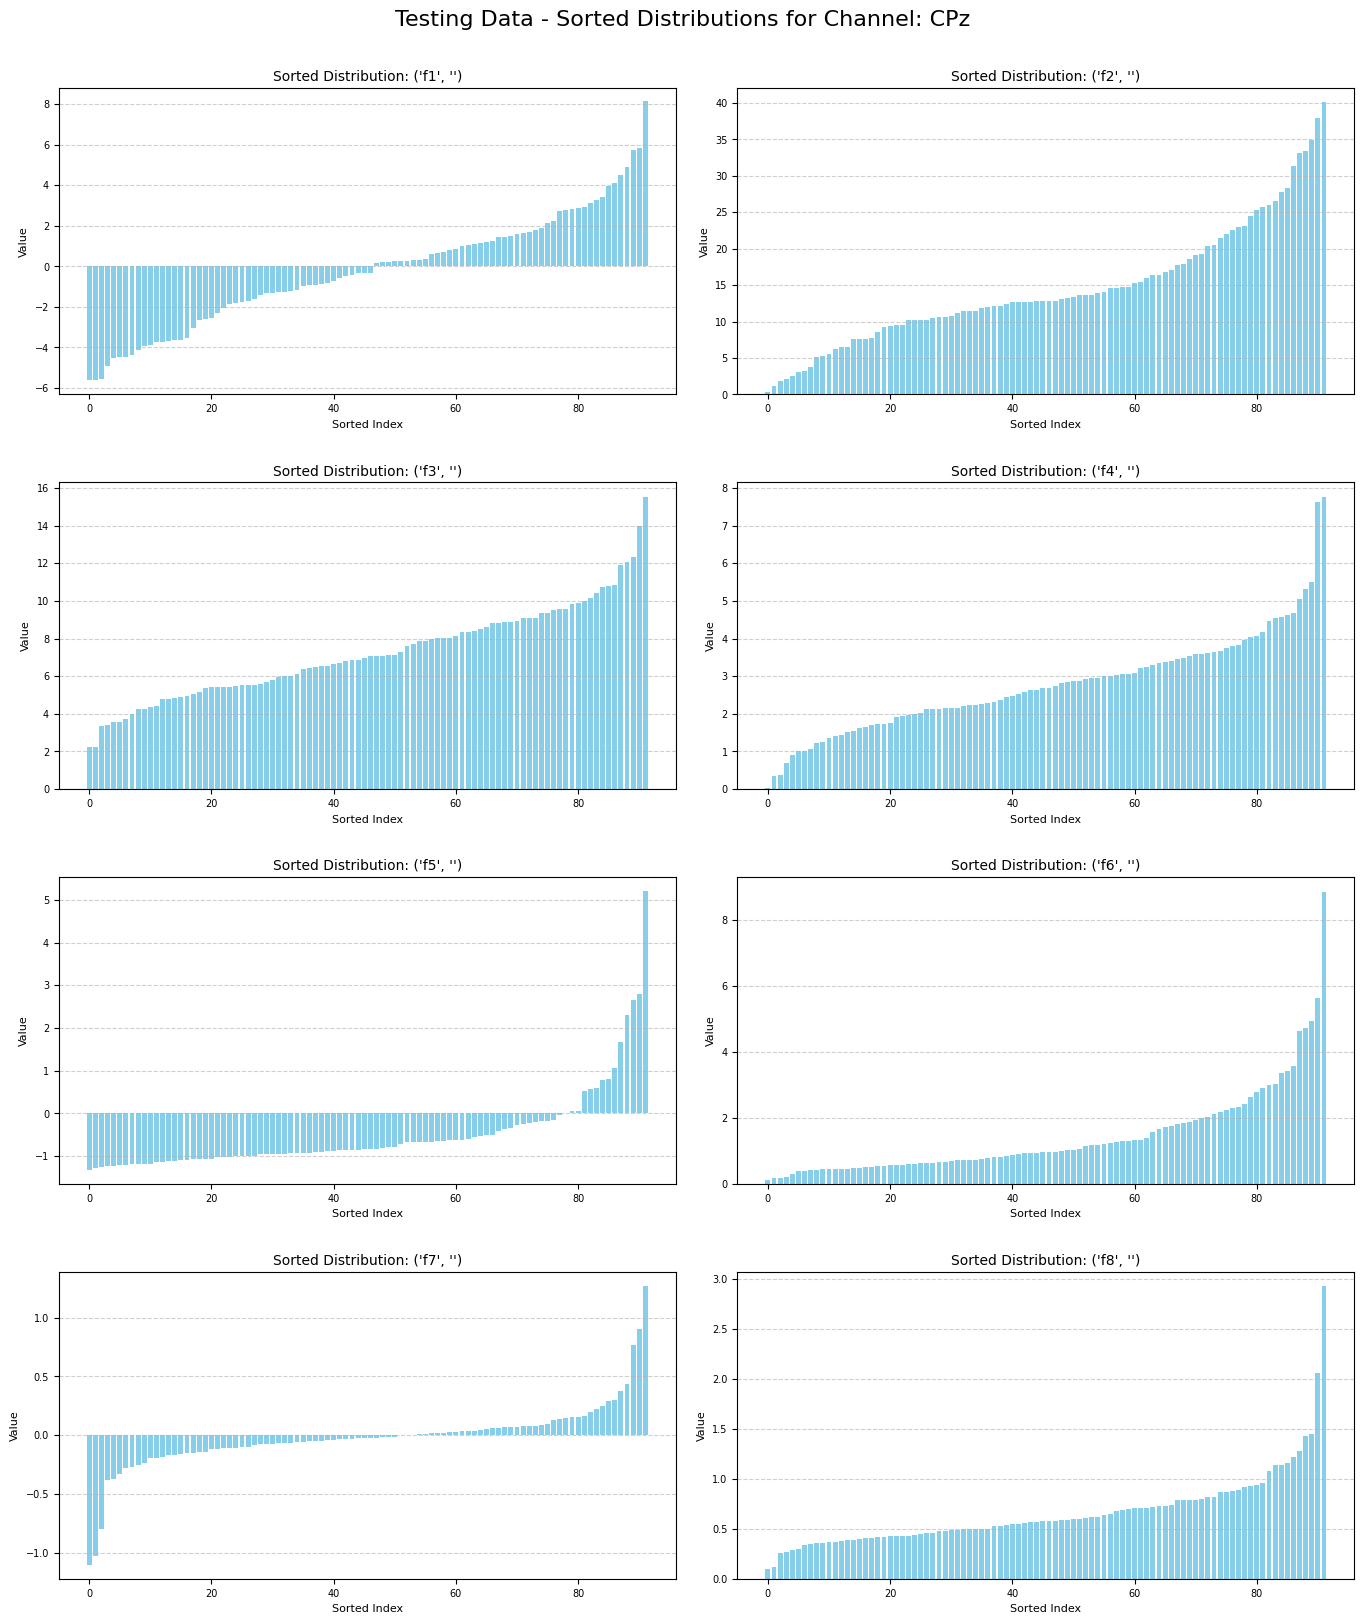 Testing Data - Sorted Distributions for Channel: CPz
Sorted Distribution: ('f1', '')
Sorted Distribution: ('f2', '')
8
6
4
2
0
−2
−4
−6
Value
0 20 40 60 80
Sorted Index
40
35
30
25
20
15
10
5
0
Value
0 20 40 60 80
Sorted Index
Sorted Distribution: ('f3', '')
Sorted Distribution: ('f4', '')
16
14
12
10
8
6
4
2
0
Value
0 20 40 60 80
Sorted Index
8
7
6
5
4
3
2
1
0
Value
0 20 40 60 80
Sorted Index
Sorted Distribution: ('f5', '')
Sorted Distribution: ('f6', '')
5
4
3
2
1
0
−1
Value
0 20 40 60 80
Sorted Index
8
6
4
2
0
Value
0 20 40 60 80
Sorted Index
Sorted Distribution: ('f7', '')
Sorted Distribution: ('f8', '')
1.0
0.5
0.0
−0.5
−1.0
Value
0 20 40 60 80
Sorted Index
3.0
2.5
2.0
1.5
1.0
0.5
0.0
Value
0 20 40 60 80
Sorted Index